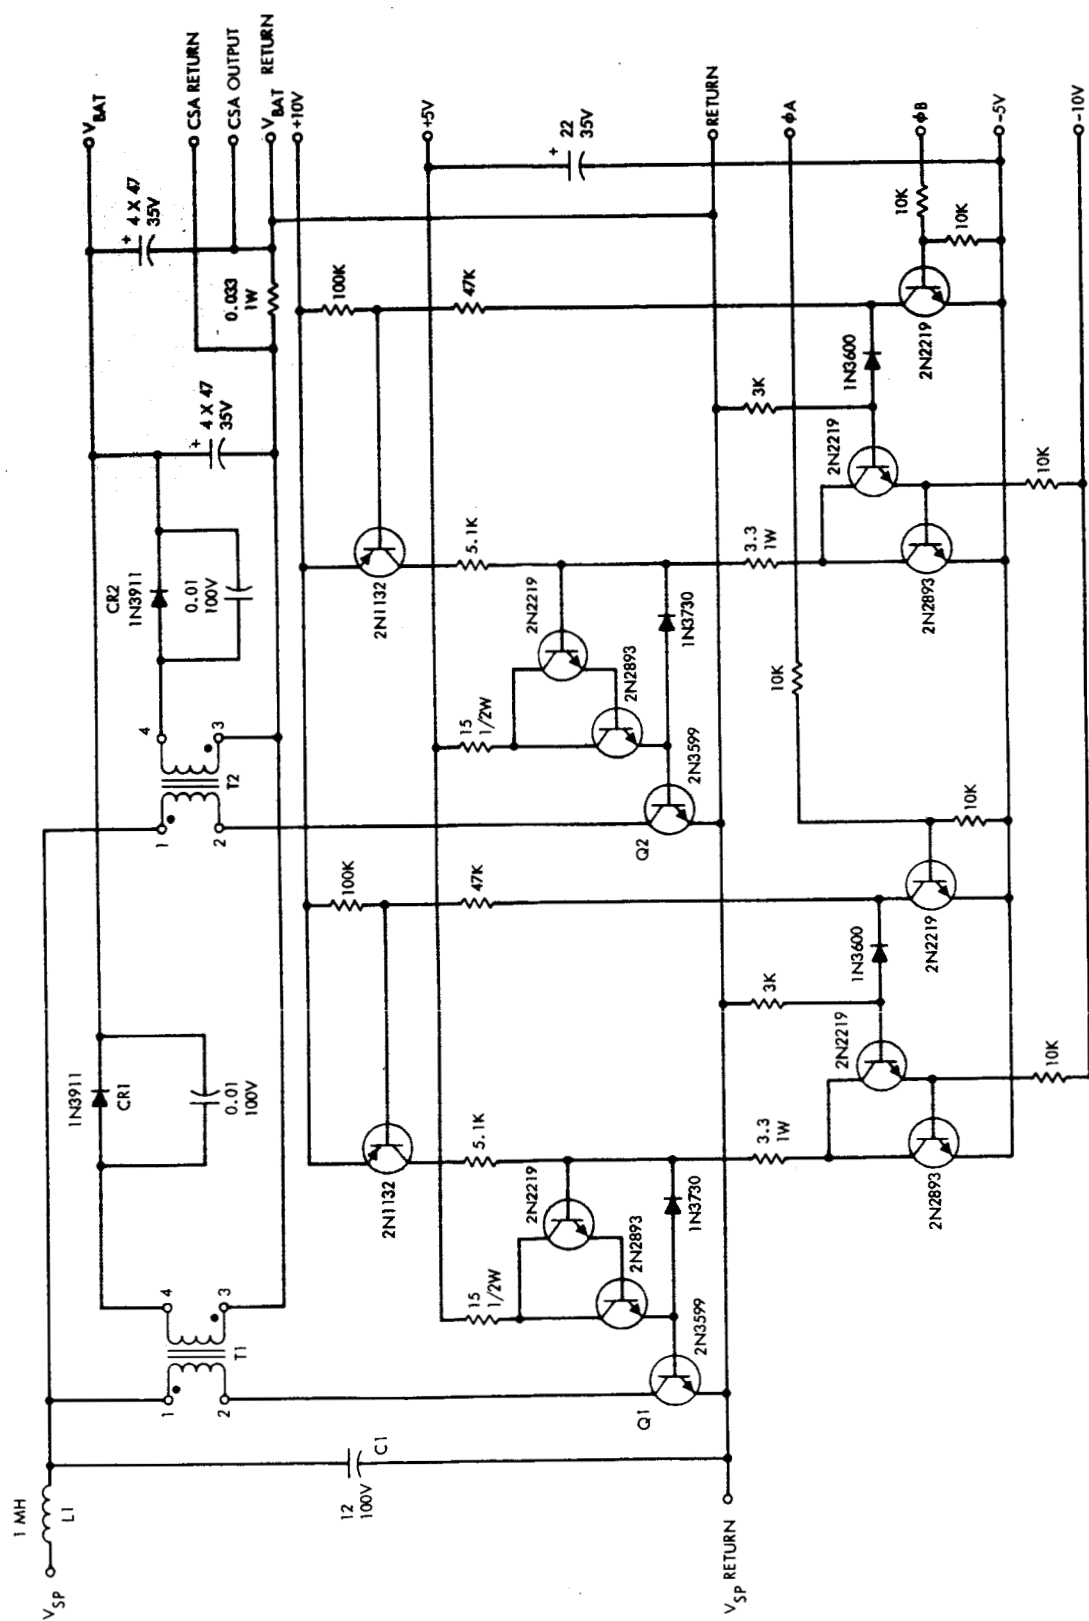 1 MH
L1
V_SP
12
100V
C1
V_SP RETURN
1
2
4
3
T1
1N3911
CR1
0.01
100V
1
2
4
3
T2
CR2
1N3911
0.01
100V
+
4 X 47
35V
0.033
1W
+
4 X 47
35V
V_BAT
CSA RETURN
CSA OUTPUT
V_BAT RETURN
+10V
+5V
RETURN
ϕA
ϕB
-5V
-10V
+
22
35V
Q1
2N3599
15
1/2W
2N2219
2N2893
1N3730
2N1132
5.1K
3.3
1W
2N2893
2N2219
100K
47K
3K
1N3600
10K
2N2219
10K
10K
Q2
2N3599
15
1/2W
2N2219
2N2893
1N3730
2N1132
5.1K
3.3
1W
2N2893
2N2219
100K
47K
3K
1N3600
10K
2N2219
10K
10K